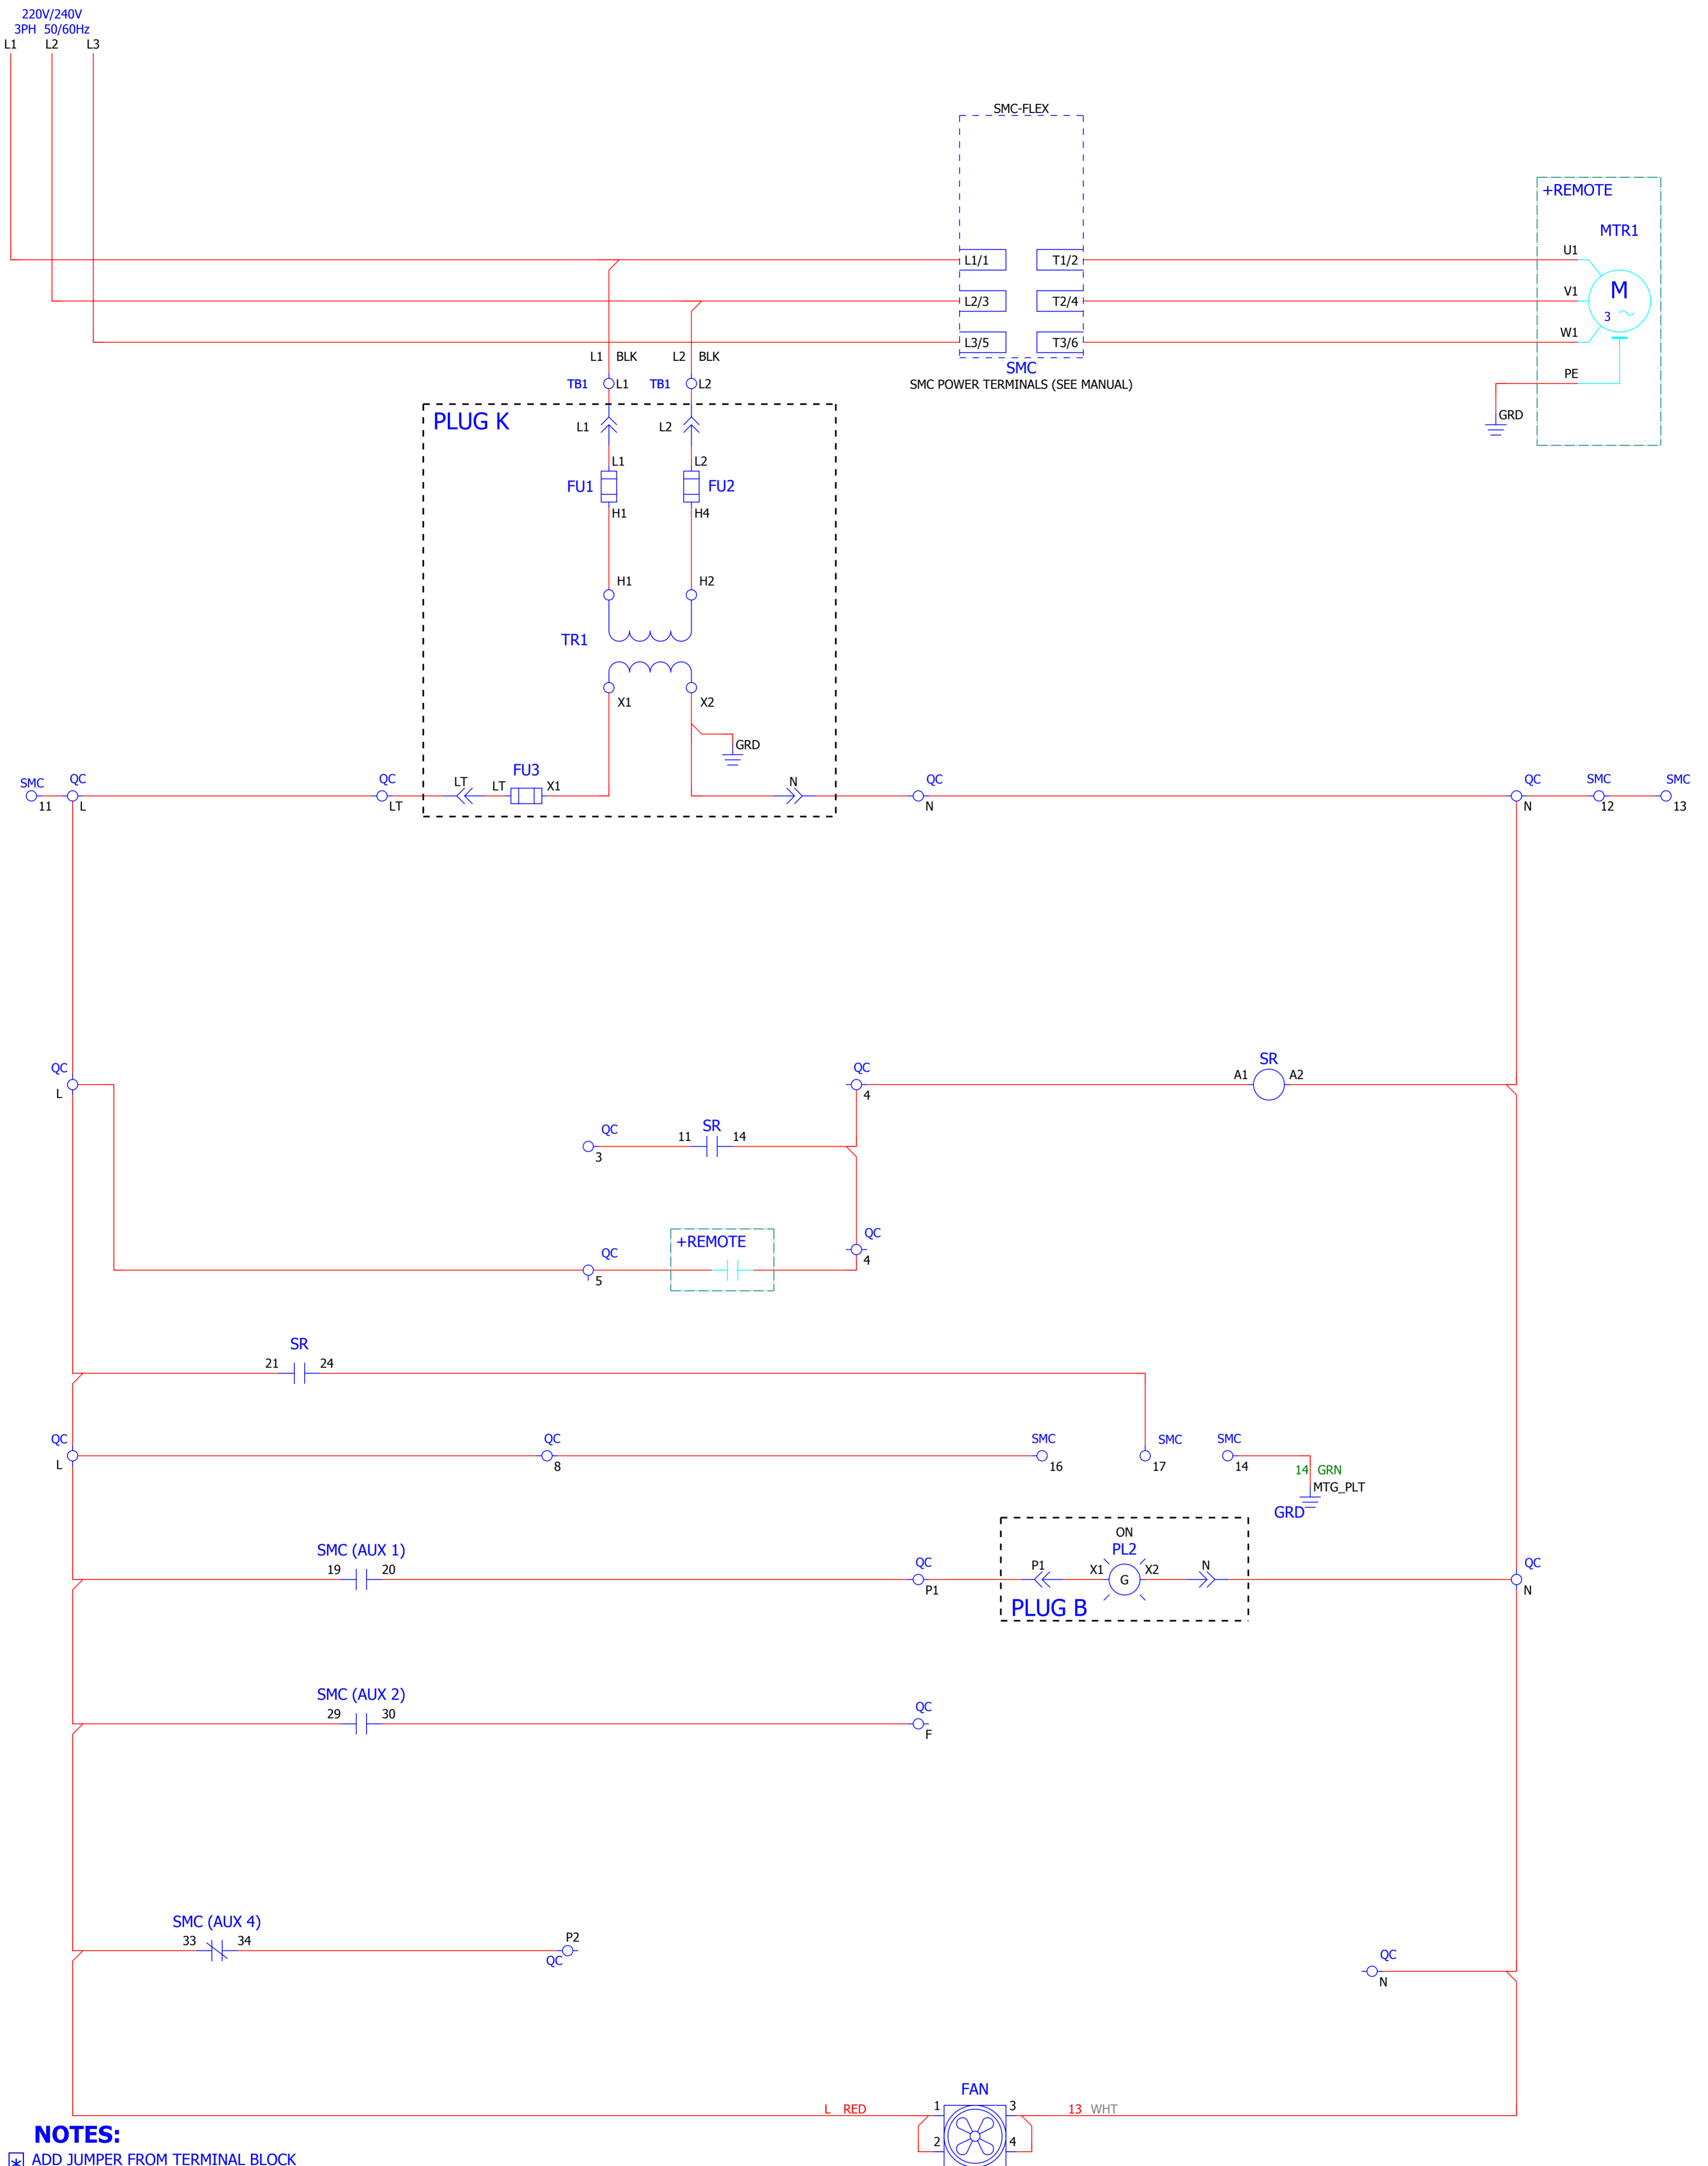 220V/240V
3PH 50/60Hz
L1 L2 L3
SMC-FLEX
+REMOTE
MTR1
L1/1 T1/2 U1
L2/3 T2/4 V1 M
3
L3/5 T3/6 W1
SMC
SMC POWER TERMINALS (SEE MANUAL)
PE
GRD
L1 BLK L2 BLK
TB1 L1 TB1 L2
PLUG K
L1 L2
L1 L2
FU1 FU2
H1 H4
H1 H2
TR1
X1 X2
GRD
SMC QC QC LT LT FU3 X1 N QC QC SMC SMC
11 L LT N N 12 13
QC QC A1 SR A2
L 4
QC 11 SR 14
3
+REMOTE QC
QC 4
5
SR
21 24
QC QC SMC SMC SMC
L 8 16 17 14
14 GRN
MTG_PLT
GRD
ON
SMC (AUX 1) PL2
19 20 QC P1 X1 G X2 N QC
P1 N
PLUG B
SMC (AUX 2)
29 30 QC
F
SMC (AUX 4)
33 34 P2
QC QC
N
FAN
L RED 1 3 13 WHT
2 4
NOTES:
* ADD JUMPER FROM TERMINAL BLOCK